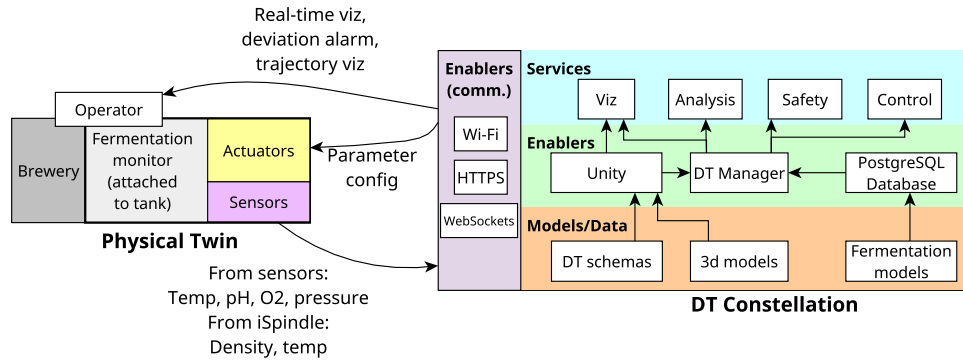 Real-time viz,
deviation alarm,
trajectory viz
Operator
Brewery
Fermentation
monitor
(attached
to tank)
Actuators
Sensors
Physical Twin
Parameter
config
From sensors:
Temp, pH, O2, pressure
From iSpindle:
Density, temp
Enablers
(comm.)
Wi-Fi
HTTPS
WebSockets
Services
Viz
Analysis
Safety
Control
Enablers
Unity
DT Manager
PostgreSQL
Database
Models/Data
DT schemas
3d models
Fermentation
models
DT Constellation